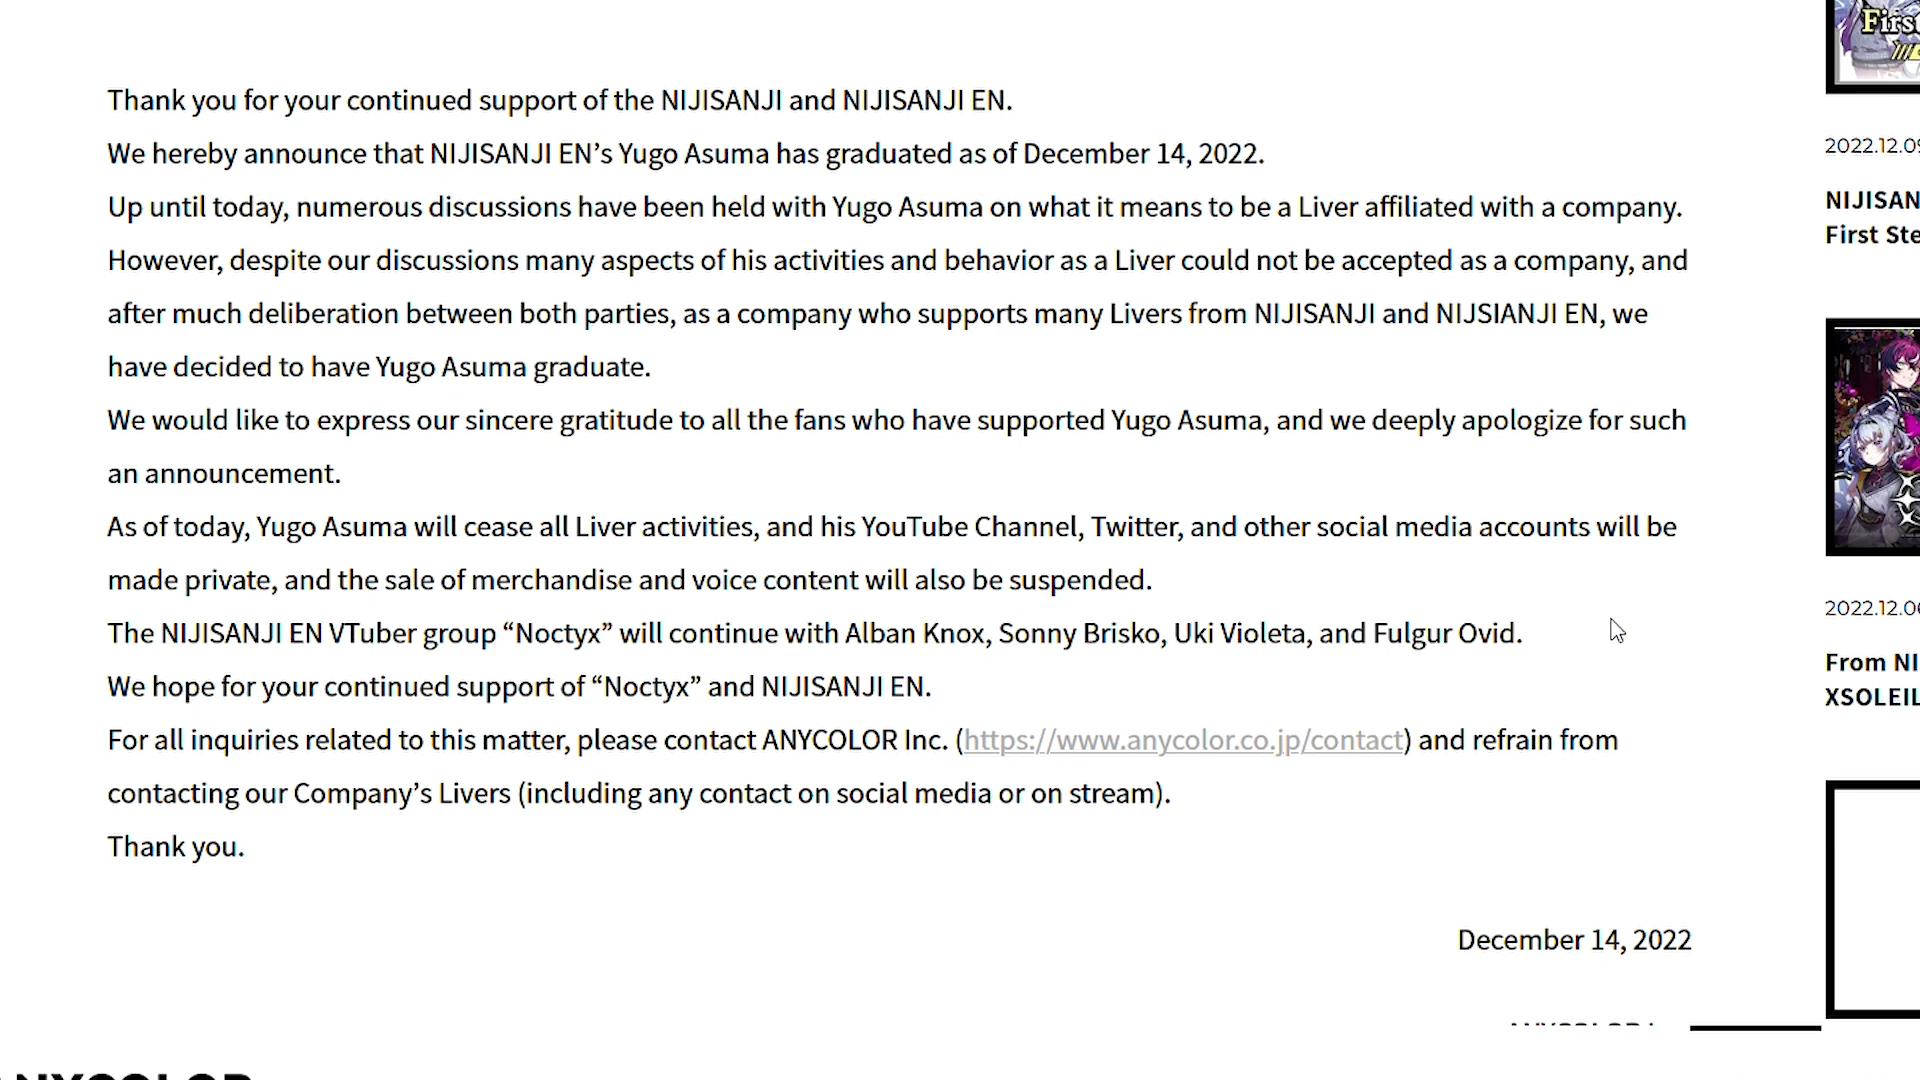 Thank you for your continued support of the NIJISANJI and NIJISANJI EN.
We hereby announce that NIJISANJI EN’s Yugo Asuma has graduated as of December 14, 2022.
Up until today, numerous discussions have been held with Yugo Asuma on what it means to be a Liver affiliated with a company.
However, despite our discussions many aspects of his activities and behavior as a Liver could not be accepted as a company, and
after much deliberation between both parties, as a company who supports many Livers from NIJISANJI and NIJSIANJI EN, we
have decided to have Yugo Asuma graduate.
We would like to express our sincere gratitude to all the fans who have supported Yugo Asuma, and we deeply apologize for such
an announcement.
As of today, Yugo Asuma will cease all Liver activities, and his YouTube Channel, Twitter, and other social media accounts will be
made private, and the sale of merchandise and voice content will also be suspended.
The NIJISANJI EN VTuber group “Noctyx” will continue with Alban Knox, Sonny Brisko, Uki Violeta, and Fulgur Ovid.
We hope for your continued support of “Noctyx” and NIJISANJI EN.
For all inquiries related to this matter, please contact ANYCOLOR Inc. (https://www.anycolor.co.jp/contact) and refrain from
contacting our Company’s Livers (including any contact on social media or on stream).
Thank you.
December 14, 2022
First
2022.12.09
NIJISAN
First Ste
2022.12.06
From NI
XSOLEIL